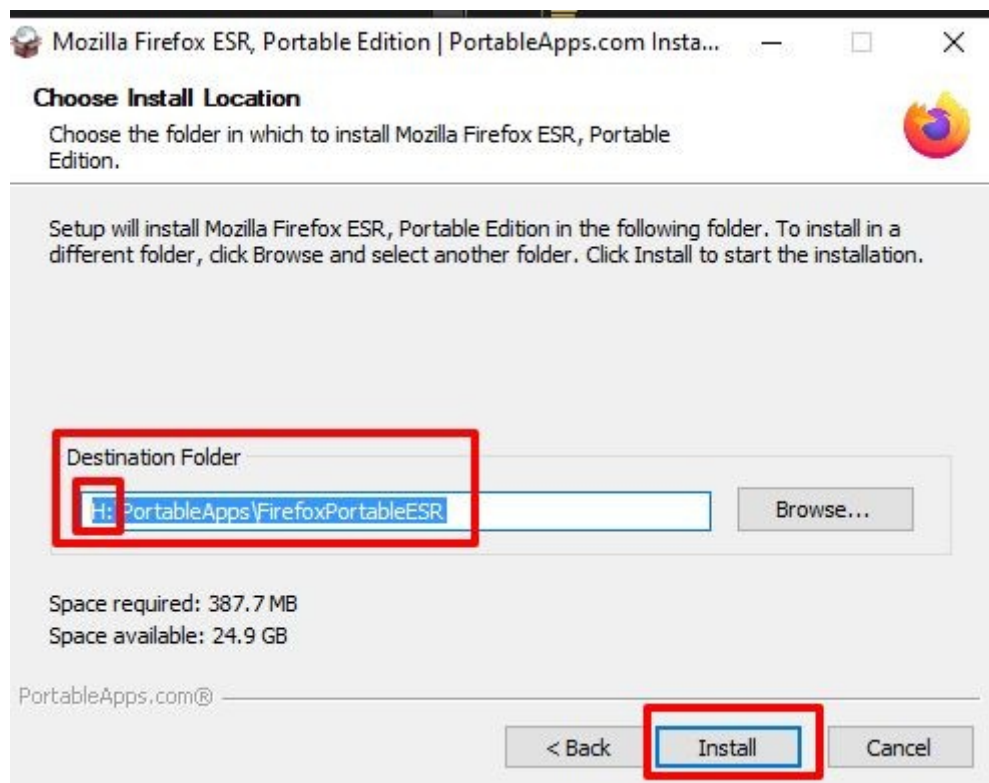 Mozilla Firefox ESR, Portable Edition | PortableApps.com Insta...
Choose Install Location
Choose the folder in which to install Mozilla Firefox ESR, Portable
Edition.
Setup will install Mozilla Firefox ESR, Portable Edition in the following folder. To install in a
different folder, click Browse and select another folder. Click Install to start the installation.
Destination Folder
H:\PortableApps\FirefoxPortableESR
Browse...
Space required: 387.7 MB
Space available: 24.9 GB
PortableApps.com®
< Back
Install
Cancel